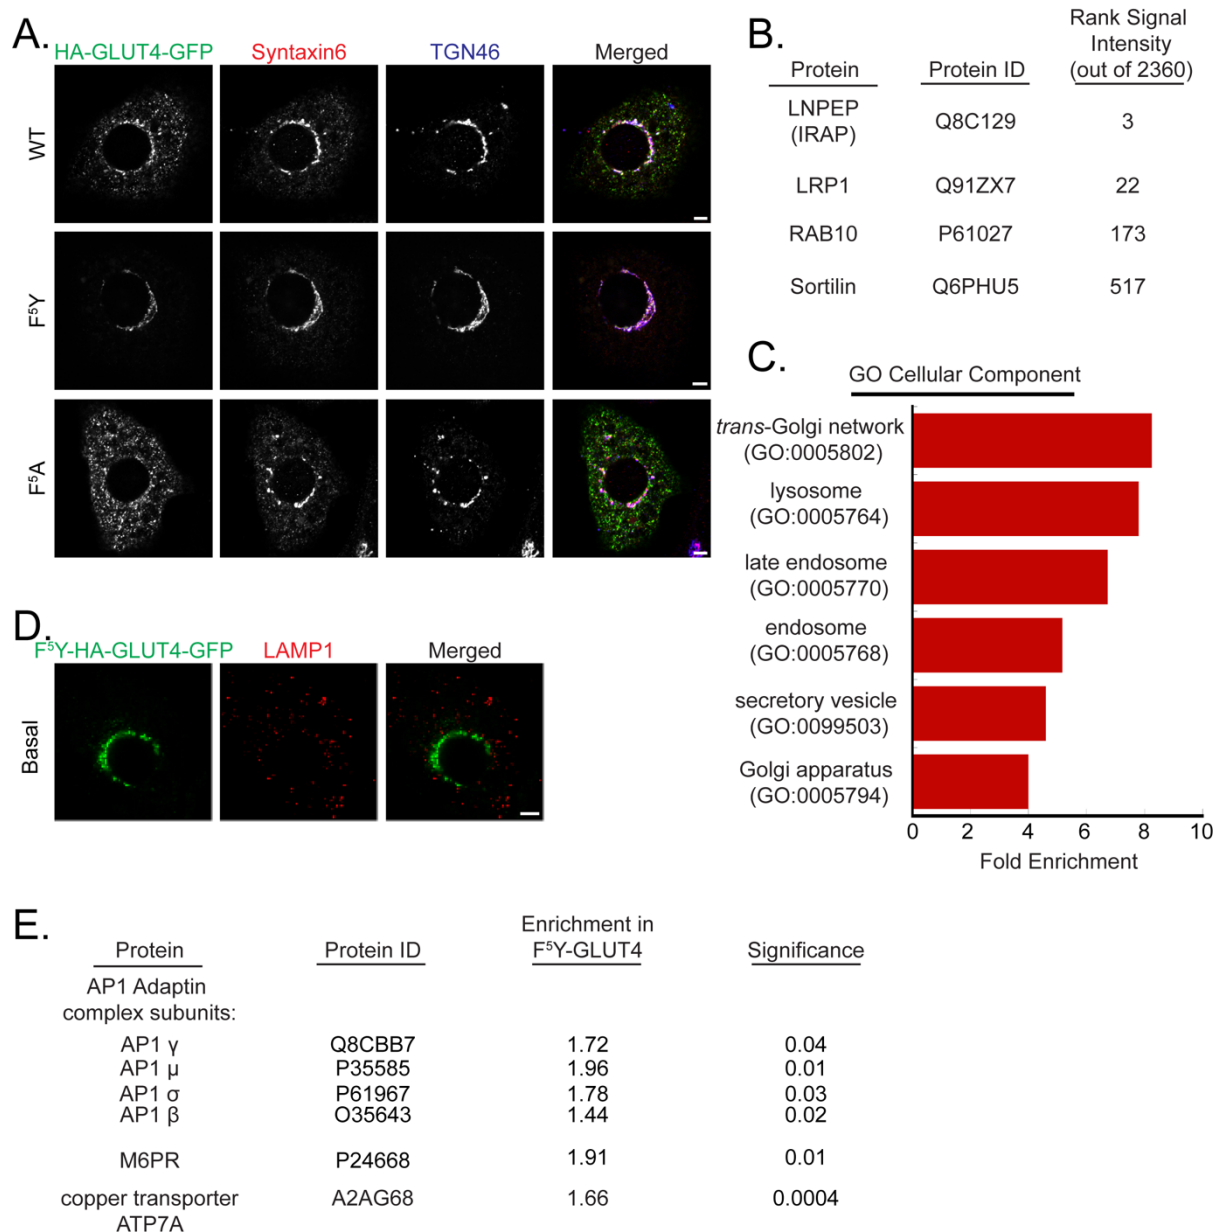 A.
HA-GLUT4-GFP Syntaxin6 TGN46 Merged
WT
F⁵Y
F⁵A
B.
Rank Signal
Intensity
Protein Protein ID (out of 2360)
LNPEP
(IRAP) Q8C129 3
LRP1 Q91ZX7 22
RAB10 P61027 173
Sortilin Q6PHU5 517
C.
GO Cellular Component
trans-Golgi network
(GO:0005802)
lysosome
(GO:0005764)
late endosome
(GO:0005770)
endosome
(GO:0005768)
secretory vesicle
(GO:0099503)
Golgi apparatus
(GO:0005794)
0 2 4 6 8 10
Fold Enrichment
D.
F⁵Y-HA-GLUT4-GFP LAMP1 Merged
Basal
E.
Enrichment in
Protein Protein ID F⁵Y-GLUT4 Significance
AP1 Adaptin
complex subunits:
AP1 γ Q8CBB7 1.72 0.04
AP1 μ P35585 1.96 0.01
AP1 σ P61967 1.78 0.03
AP1 β O35643 1.44 0.02
M6PR P24668 1.91 0.01
copper transporter A2AG68 1.66 0.0004
ATP7A